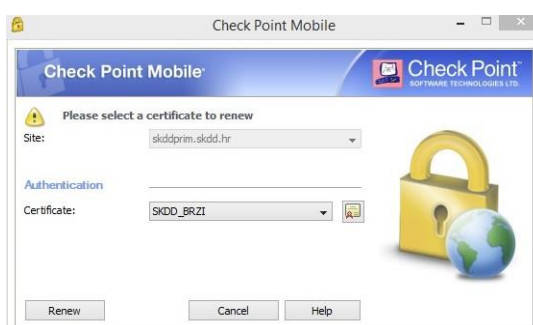 Check Point Mobile
Check Point Mobile
Check Point
SOFTWARE TECHNOLOGIES LTD.
Please select a certificate to renew
Site: skddprim.skdd.hr
Authentication
Certificate: SKDD_BRZI
Renew Cancel Help